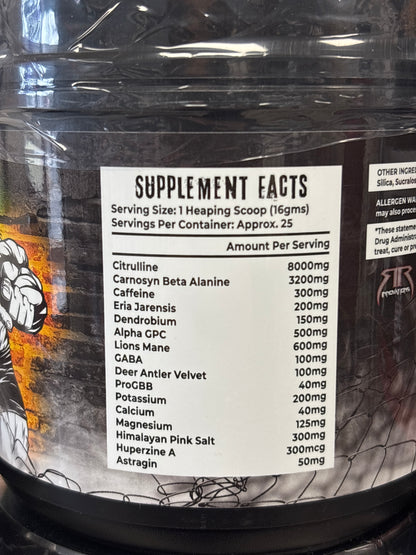 SUPPLEMENT FACTS
Serving Size: 1 Heaping Scoop (16gms)
Servings Per Container: Approx. 25
Amount Per Serving
Citrulline 8000mg
Carnosyn Beta Alanine 3200mg
Caffeine 300mg
Eria Jarensis 200mg
Dendrobium 150mg
Alpha GPC 500mg
Lions Mane 600mg
GABA 100mg
Deer Antler Velvet 100mg
ProGBB 40mg
Potassium 200mg
Calcium 40mg
Magnesium 125mg
Himalayan Pink Salt 300mg
Huperzine A 300mcg
Astragin 50mg
OTHER INGRE
Silica, Sucralos
ALLERGEN WA
may also proce
*These stateme
Drug Administr
treat, cure or pr